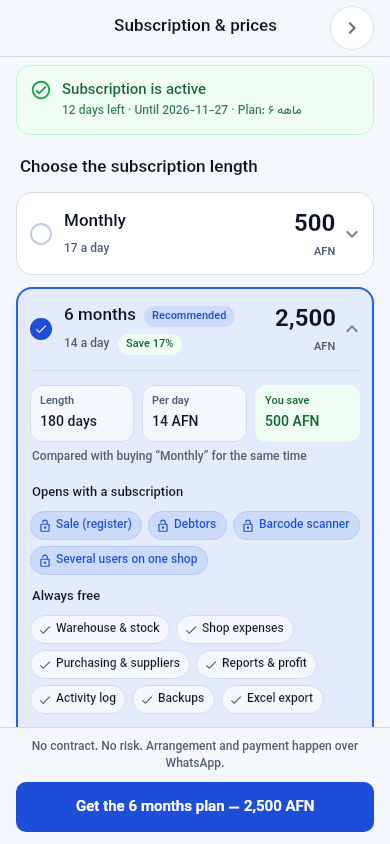 Subscription & prices
Subscription is active
12 days left · Until 2026-11-27 · Plan: ۶ ماهه
Choose the subscription length
Monthly
500
17 a day
AFN
6 months
Recommended
2,500
14 a day
Save 17%
AFN
Length
Per day
You save
180 days
14 AFN
500 AFN
Compared with buying “Monthly” for the same time
Opens with a subscription
Sale (register)
Debtors
Barcode scanner
Several users on one shop
Always free
Warehouse & stock
Shop expenses
Purchasing & suppliers
Reports & profit
Activity log
Backups
Excel export
No contract. No risk. Arrangement and payment happen over
WhatsApp.
Get the 6 months plan — 2,500 AFN